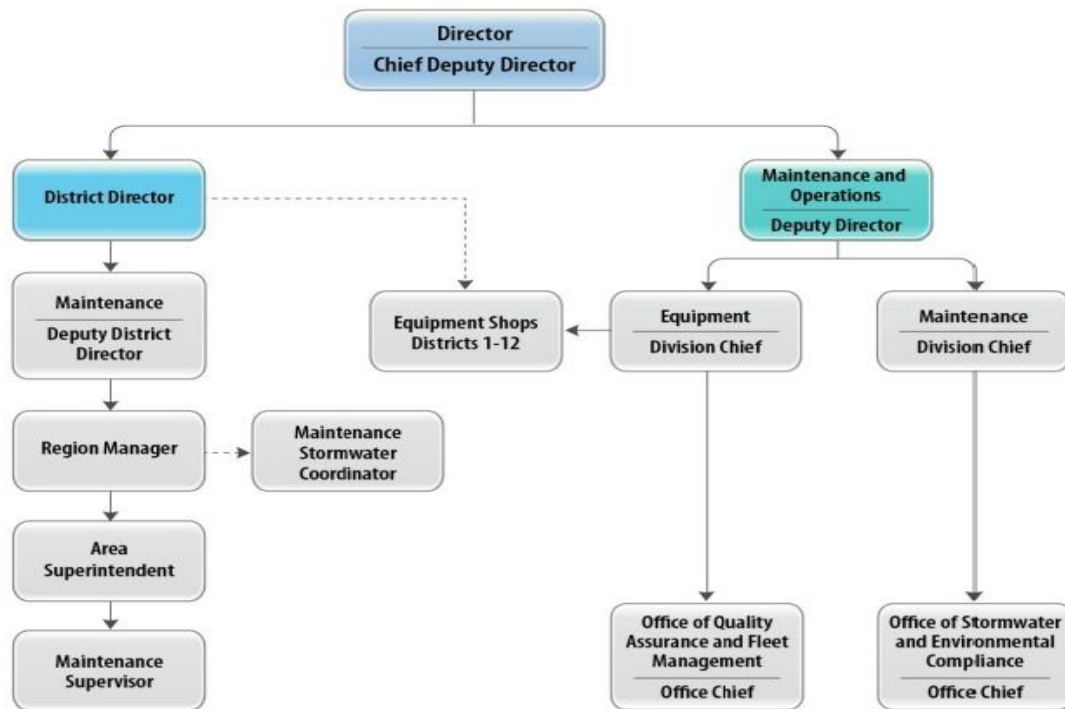 Director
Chief Deputy Director
District Director
Maintenance and
Operations
Deputy Director
Maintenance
Deputy District
Director
Equipment Shops
Districts 1-12
Equipment
Division Chief
Maintenance
Division Chief
Region Manager
Maintenance
Stormwater
Coordinator
Area
Superintendent
Maintenance
Supervisor
Office of Quality
Assurance and Fleet
Management
Office Chief
Office of Stormwater
and Environmental
Compliance
Office Chief